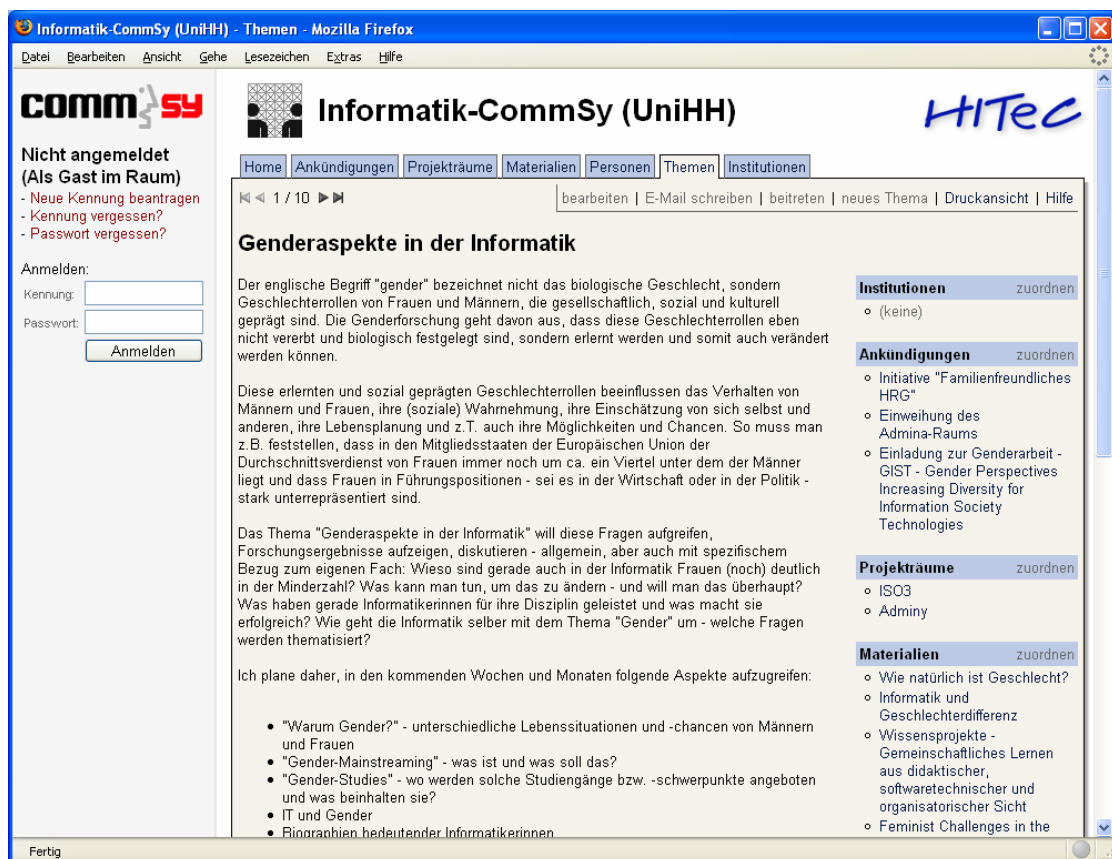 Informatik-CommSy (UniHH) - Themen - Mozilla Firefox
Datei Bearbeiten Ansicht Gehe Lesezeichen Extras Hilfe
commsy
Nicht angemeldet
(Als Gast im Raum)
- Neue Kennung beantragen
- Kennung vergessen?
- Passwort vergessen?
Anmelden:
Kennung:
Passwort:
Anmelden
Informatik-CommSy (UniHH)
HITeC
Home Ankündigungen Projekträume Materialien Personen Themen Institutionen
1 / 10
bearbeiten | E-Mail schreiben | beitreten | neues Thema | Druckansicht | Hilfe
Genderaspekte in der Informatik
Der englische Begriff "gender" bezeichnet nicht das biologische Geschlecht, sondern
Geschlechterrollen von Frauen und Männern, die gesellschaftlich, sozial und kulturell
geprägt sind. Die Genderforschung geht davon aus, dass diese Geschlechterrollen eben
nicht vererbt und biologisch festgelegt sind, sondern erlernt werden und somit auch verändert
werden können.
Diese erlernten und sozial geprägten Geschlechterrollen beeinflussen das Verhalten von
Männern und Frauen, ihre (soziale) Wahrnehmung, ihre Einschätzung von sich selbst und
anderen, ihre Lebensplanung und z.T. auch ihre Möglichkeiten und Chancen. So muss man
z.B. feststellen, dass in den Mitgliedsstaaten der Europäischen Union der
Durchschnittsverdienst von Frauen immer noch um ca. ein Viertel unter dem der Männer
liegt und dass Frauen in Führungspositionen - sei es in der Wirtschaft oder in der Politik -
stark unterrepräsentiert sind.
Das Thema "Genderaspekte in der Informatik" will diese Fragen aufgreifen,
Forschungsergebnisse aufzeigen, diskutieren - allgemein, aber auch mit spezifischem
Bezug zum eigenen Fach: Wieso sind gerade auch in der Informatik Frauen (noch) deutlich
in der Minderzahl? Was kann man tun, um das zu ändern - und will man das überhaupt?
Was haben gerade Informatikerinnen für ihre Disziplin geleistet und was macht sie
erfolgreich? Wie geht die Informatik selber mit dem Thema "Gender" um - welche Fragen
werden thematisiert?
Ich plane daher, in den kommenden Wochen und Monaten folgende Aspekte aufzugreifen:
• "Warum Gender?" - unterschiedliche Lebenssituationen und -chancen von Männern
und Frauen
• "Gender-Mainstreaming" - was ist und was soll das?
• "Gender-Studies" - wo werden solche Studiengänge bzw. -schwerpunkte angeboten
und was beinhalten sie?
• IT und Gender
• Biographien bedeutender Informatikerinnen
Institutionen zuordnen
(keine)
Ankündigungen zuordnen
Initiative "Familienfreundliches
HRG"
Einweihung des
Admina-Raums
Einladung zur Genderarbeit -
GIST - Gender Perspectives
Increasing Diversity for
Information Society
Technologies
Projekträume zuordnen
ISO3
Adminy
Materialien zuordnen
Wie natürlich ist Geschlecht?
Informatik und
Geschlechterdifferenz
Wissensprojekte -
Gemeinschaftliches Lernen
aus didaktischer,
softwaretechnischer und
organisatorischer Sicht
Feminist Challenges in the
Fertig